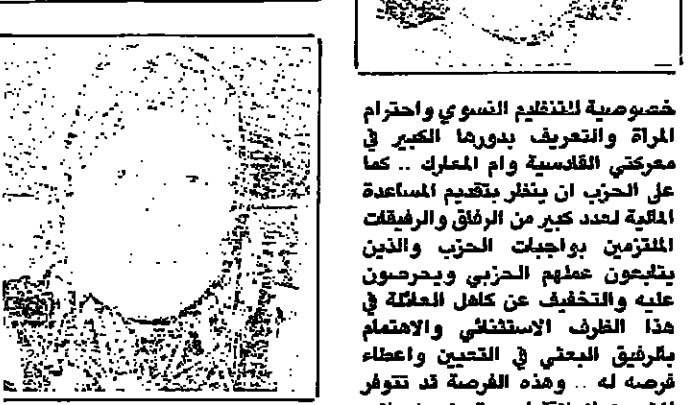 خصوصية للتنظيم النسوي واحترام
المرأة والتعريف بدورها الكبير في
معركتي القادسية وام المعارك .. كما
على الحزب ان ينظر بتقديم المساعدة
المالية لعدد كبير من الرفاق والرفيقات
الملتزمين بواجبات الحزب والذين
يتابعون عملهم الحزبي ويحرصون
عليه والتخفيف عن كاهل العائلة في
هذا الظرف الاستثنائي والاهتمام
بالرفيق البعثي في التعيين واعطاء
فرصه له .. وهذه الفرصة قد تتوفر